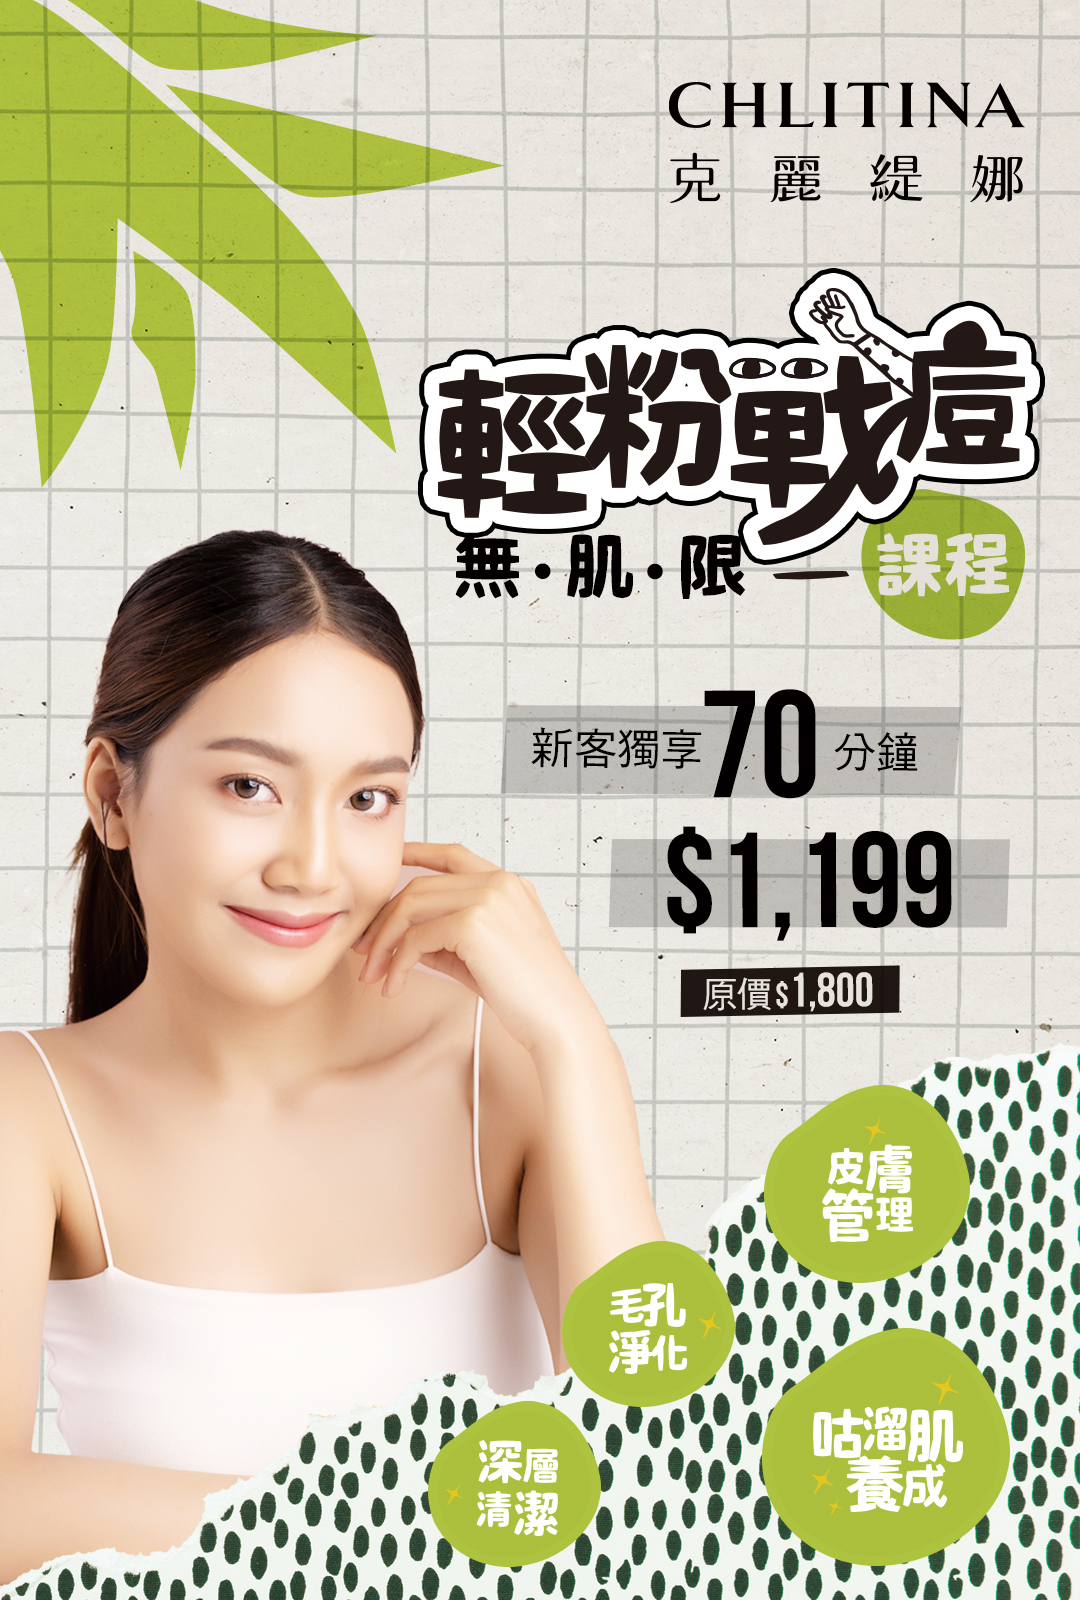 CHLITINA
克麗緹娜
輕粉戰痘
無·肌·限—課程
新客獨享70分鐘
$1,199
原價$1,800
皮膚
管理
毛孔
淨化
咕溜肌
養成
深層
清潔